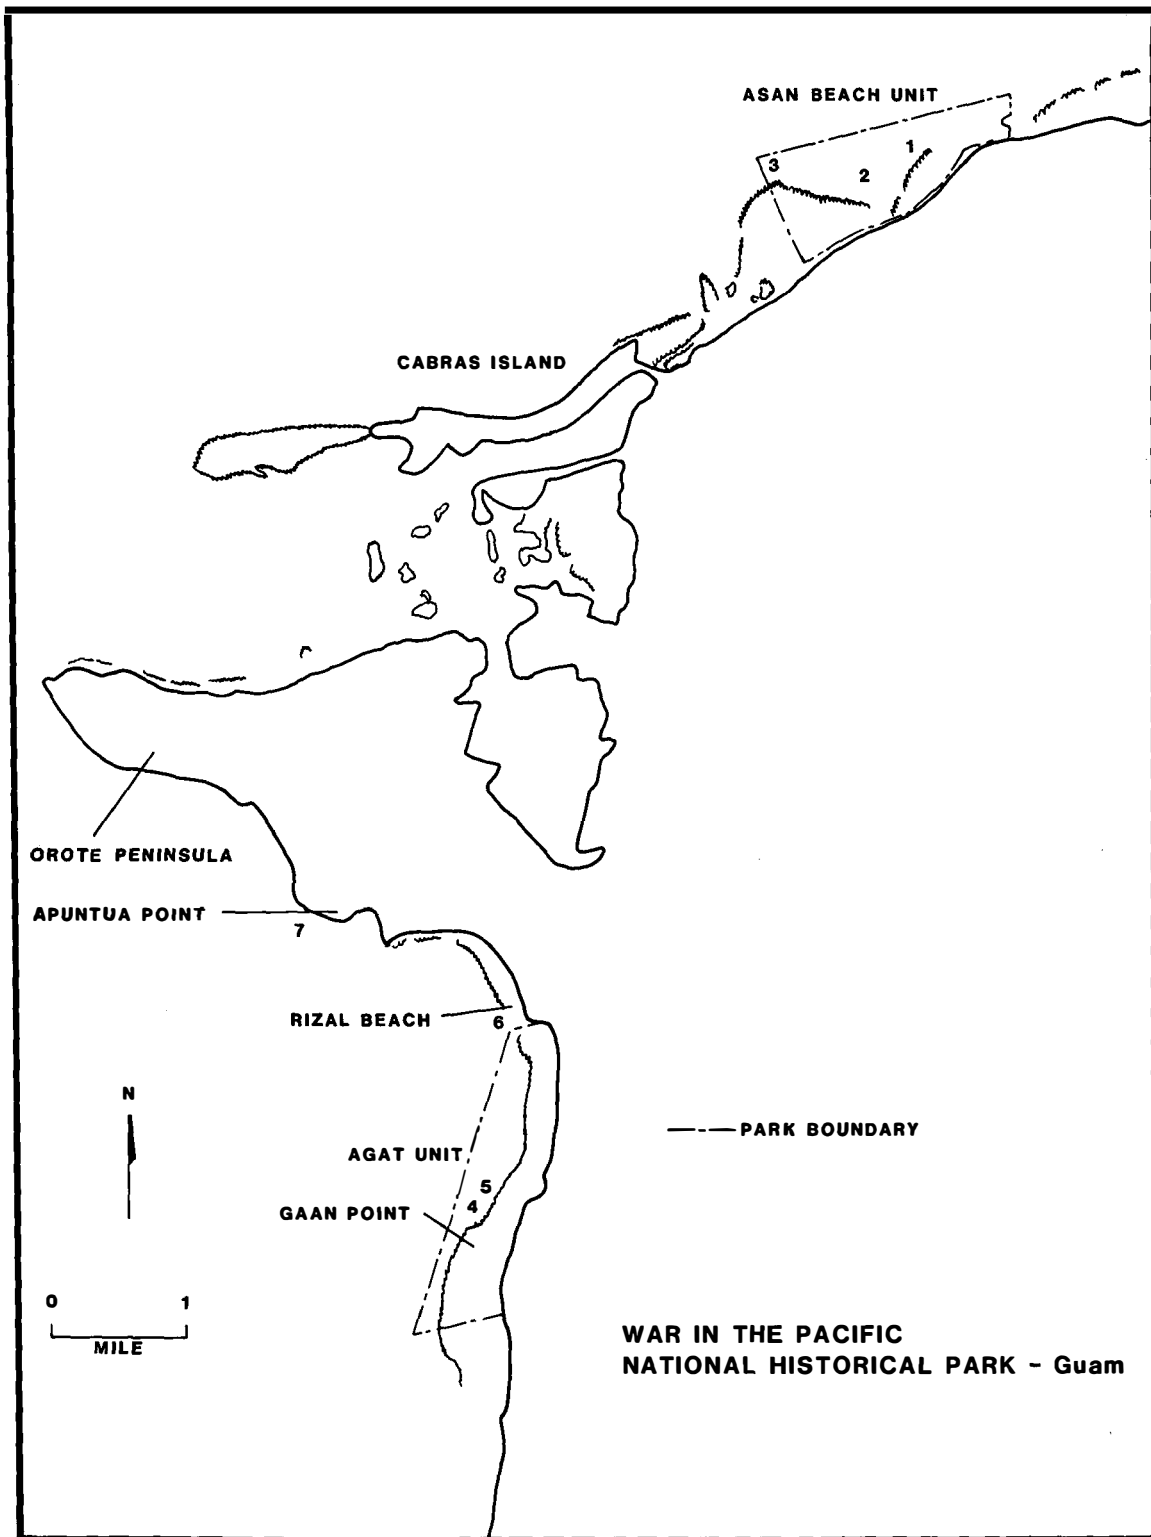 ASAN BEACH UNIT
1
3
2
CABRAS ISLAND
OROTE PENINSULA
APUNTUA POINT
7
RIZAL BEACH
6
N
PARK BOUNDARY
AGAT UNIT
5
4
GAAN POINT
0 1
MILE
WAR IN THE PACIFIC
NATIONAL HISTORICAL PARK - Guam